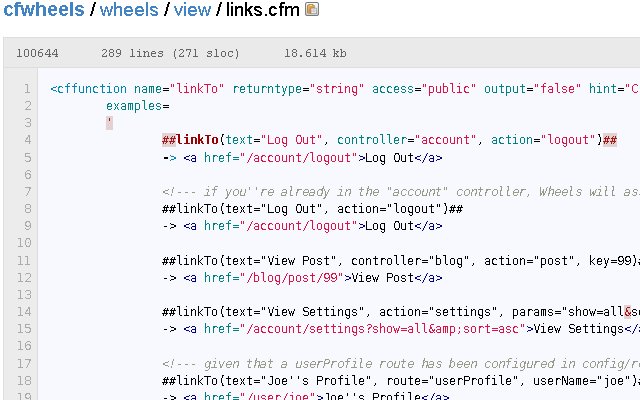 cfwheels / wheels / view / links.cfm
100644 289 lines (271 sloc) 18.614 kb
1 <cffunction name="linkTo" returntype="string" access="public" output="false" hint="C
2 examples=
3 '
4 ##linkTo(text="Log Out", controller="account", action="logout")##
5 -> <a href="/account/logout">Log Out</a>
6
7 <!--- if you''re already in the "account" controller, Wheels will as
8 ##linkTo(text="Log Out", action="logout")##
9 -> <a href="/account/logout">Log Out</a>
10
11 ##linkTo(text="View Post", controller="blog", action="post", key=99)
12 -> <a href="/blog/post/99">View Post</a>
13
14 ##linkTo(text="View Settings", action="settings", params="show=all&s
15 -> <a href="/account/settings?show=all&amp;sort=asc">View Settings</
16
17 <!--- given that a userProfile route has been configured in config/r
18 ##linkTo(text="Joe''s Profile", route="userProfile", userName="joe")
19 -> <a href="/user/joe">Joe''s Profile</a>